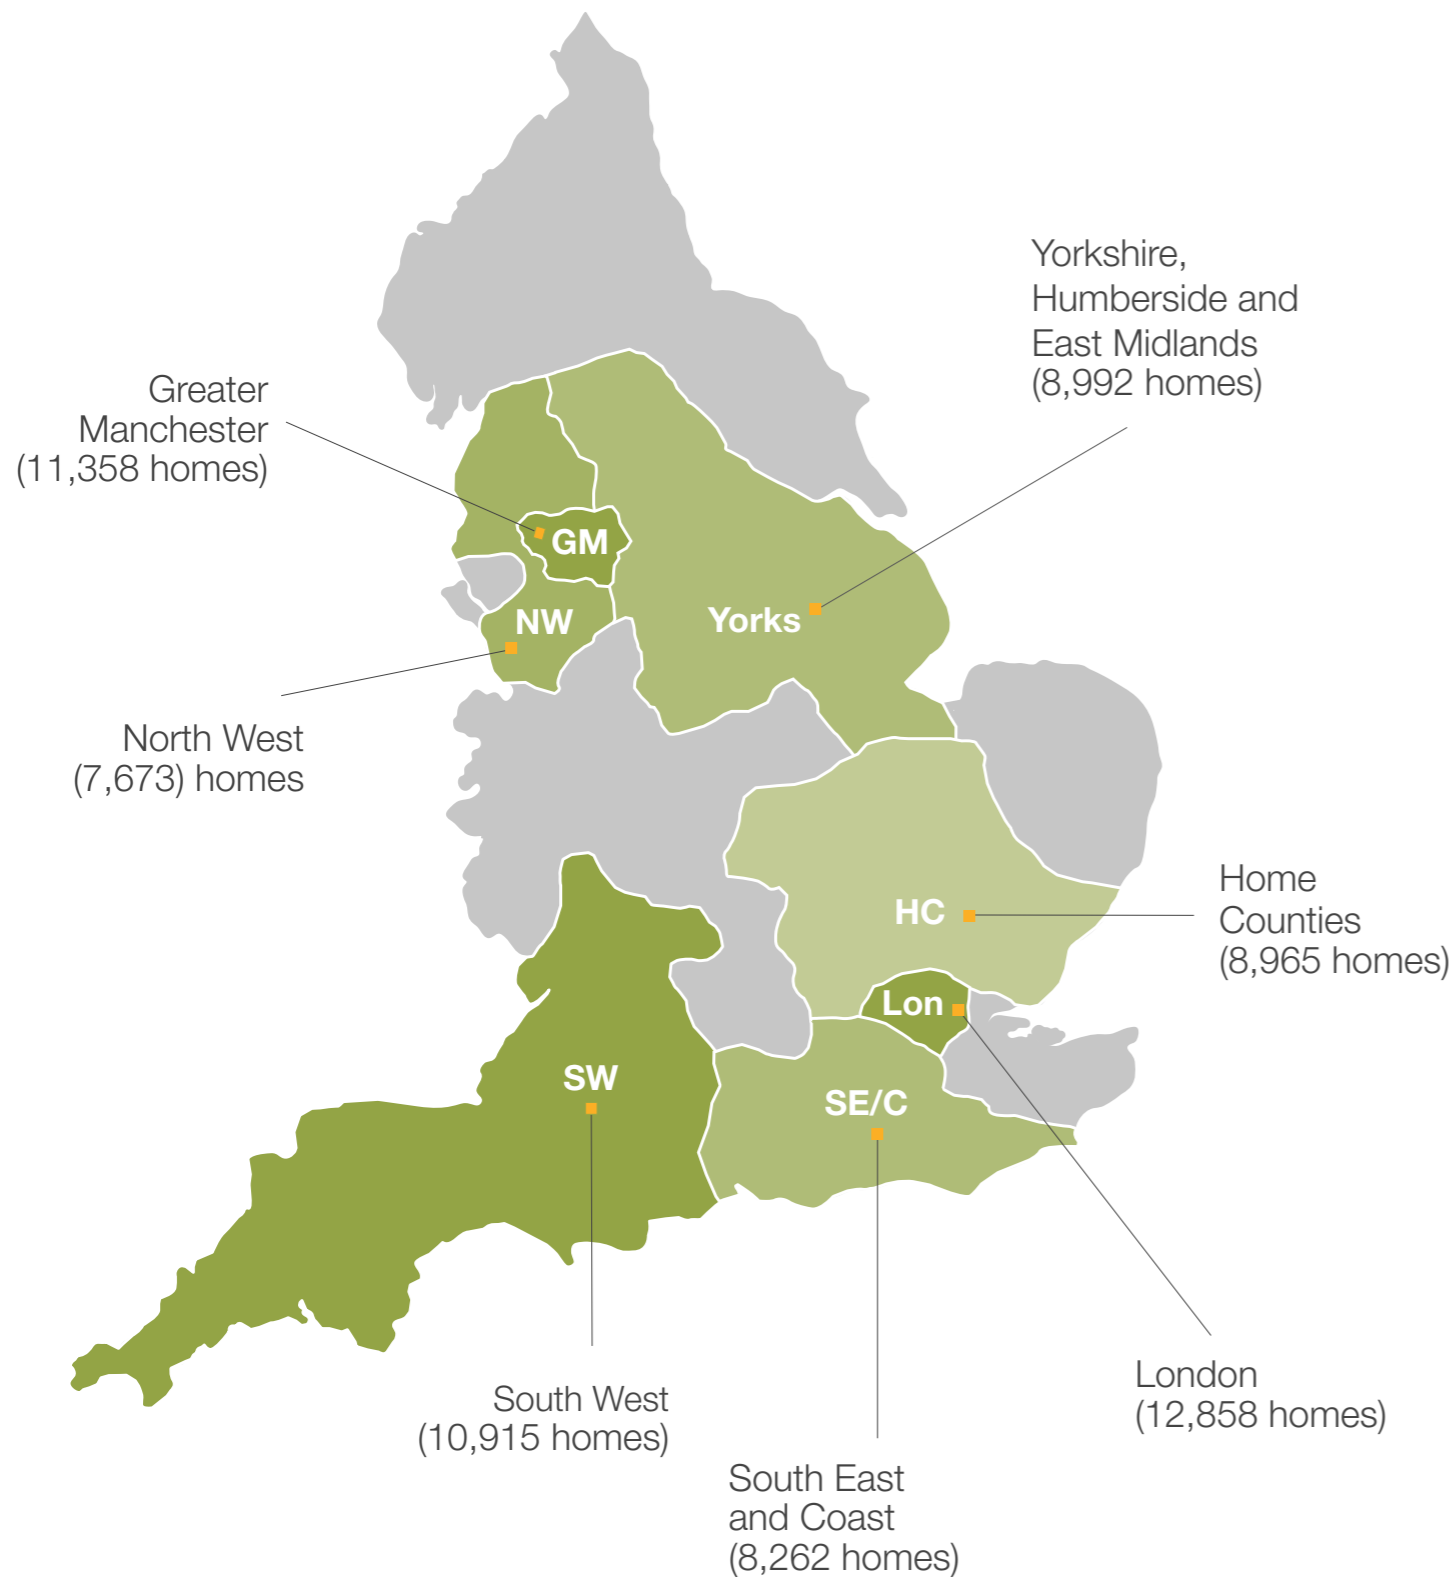 Yorkshire,
Humberside and
East Midlands
(8,992 homes)
Greater
Manchester
(11,358 homes)
GM
NW
Yorks
North West
(7,673) homes
Home
Counties
(8,965 homes)
HC
Lon
SW
SE/C
London
(12,858 homes)
South West
(10,915 homes)
South East
and Coast
(8,262 homes)